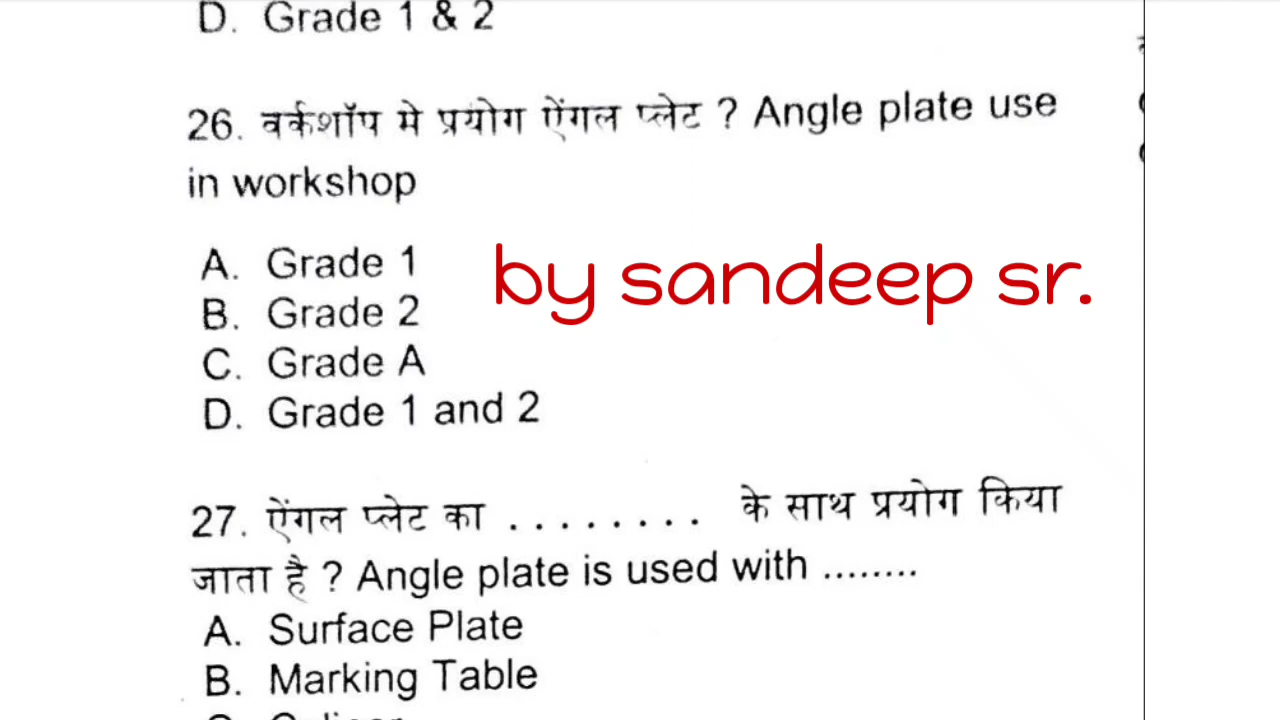 D. Grade 1 & 2
26. वर्कशॉप मे प्रयोग ऐंगल प्लेट ? Angle plate use
in workshop
A. Grade 1
by sandeep sr.
B. Grade 2
C. Grade A
D. Grade 1 and 2
27. ऐंगल प्लेट का . . . . . . . . के साथ प्रयोग किया
जाता है ? Angle plate is used with ........
A. Surface Plate
B. Marking Table